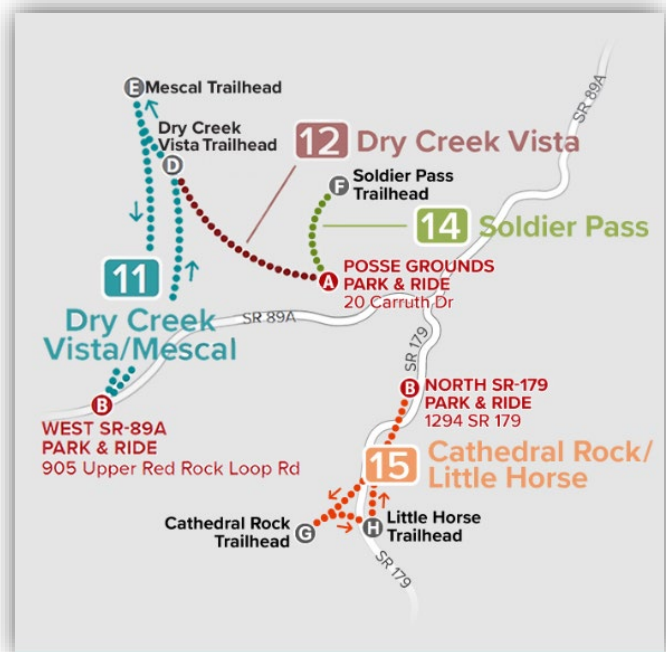 E Mescal Trailhead
SR 89A
Dry Creek
Vista Trailhead
D
12 Dry Creek Vista
F Soldier Pass
Trailhead
14 Soldier Pass
A POSSE GROUNDS
PARK & RIDE
20 Carruth Dr
11
Dry Creek
Vista/Mescal
SR 89A
SR 179
B
WEST SR-89A
PARK & RIDE
905 Upper Red Rock Loop Rd
B NORTH SR-179
PARK & RIDE
1294 SR 179
15 Cathedral Rock/
Little Horse
Cathedral Rock
Trailhead G
H Little Horse
Trailhead
SR 179